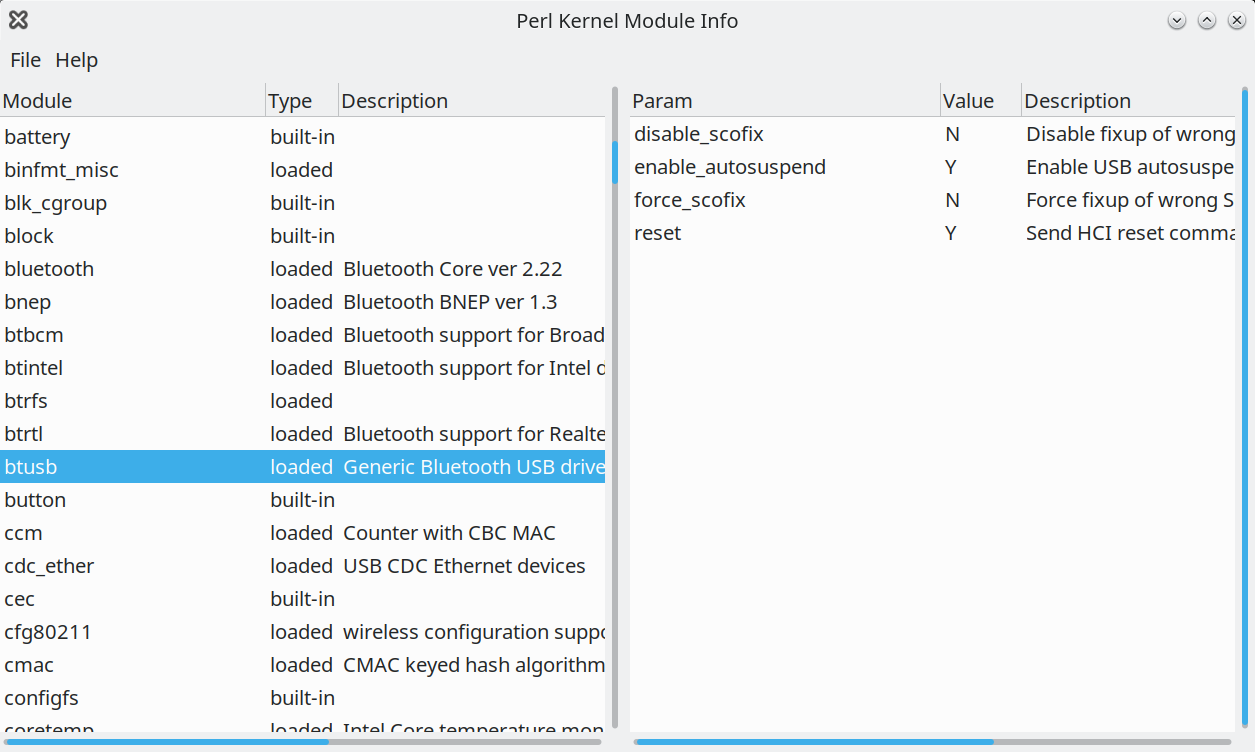 Perl Kernel Module Info
File Help
Module Type Description
battery built-in
binfmt_misc loaded
blk_cgroup built-in
block built-in
bluetooth loaded Bluetooth Core ver 2.22
bnep loaded Bluetooth BNEP ver 1.3
btbcm loaded Bluetooth support for Broad
btintel loaded Bluetooth support for Intel d
btrfs loaded
btrtl loaded Bluetooth support for Realte
btusb loaded Generic Bluetooth USB drive
button built-in
ccm loaded Counter with CBC MAC
cdc_ether loaded USB CDC Ethernet devices
cec built-in
cfg80211 loaded wireless configuration suppo
cmac loaded CMAC keyed hash algorithm
configfs built-in
coretemp loaded Intel Core temperature mon
Param Value Description
disable_scofix N Disable fixup of wrong
enable_autosuspend Y Enable USB autosuspe
force_scofix N Force fixup of wrong S
reset Y Send HCI reset comma